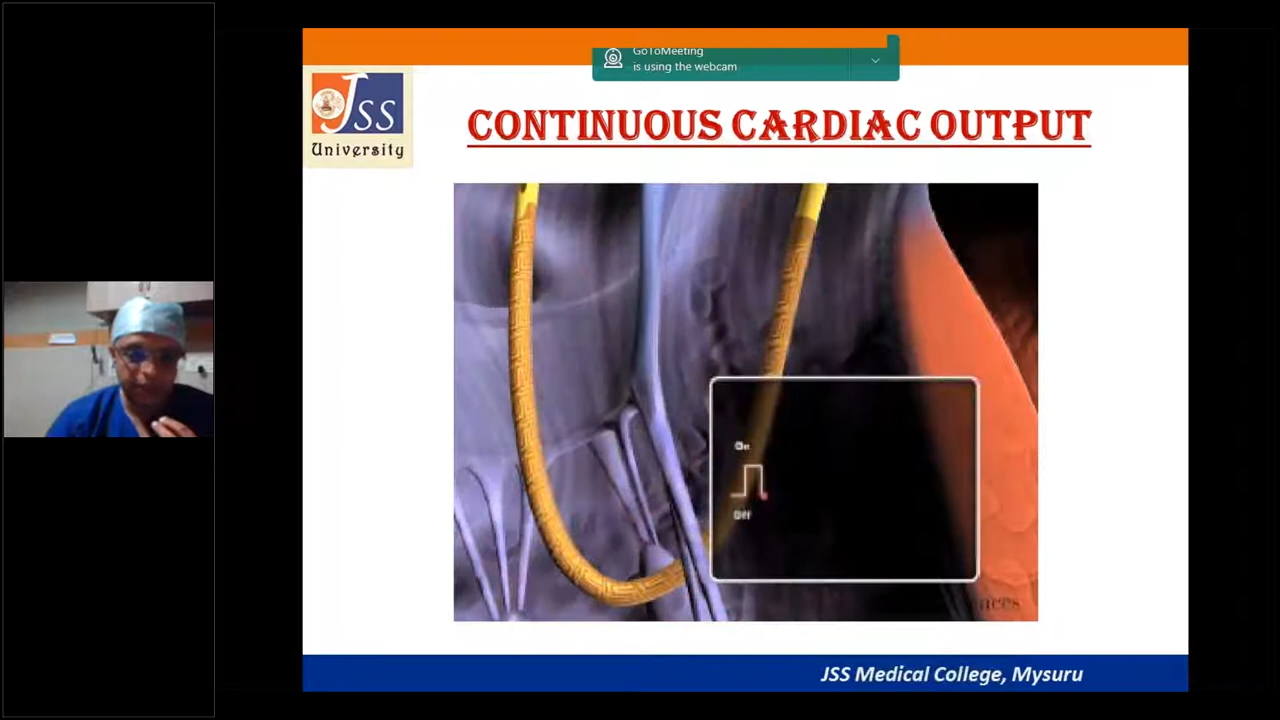 GoToMeeting
is using the webcam
JSS
University
CONTINUOUS CARDIAC OUTPUT
On
Off
JSS Medical College, Mysuru